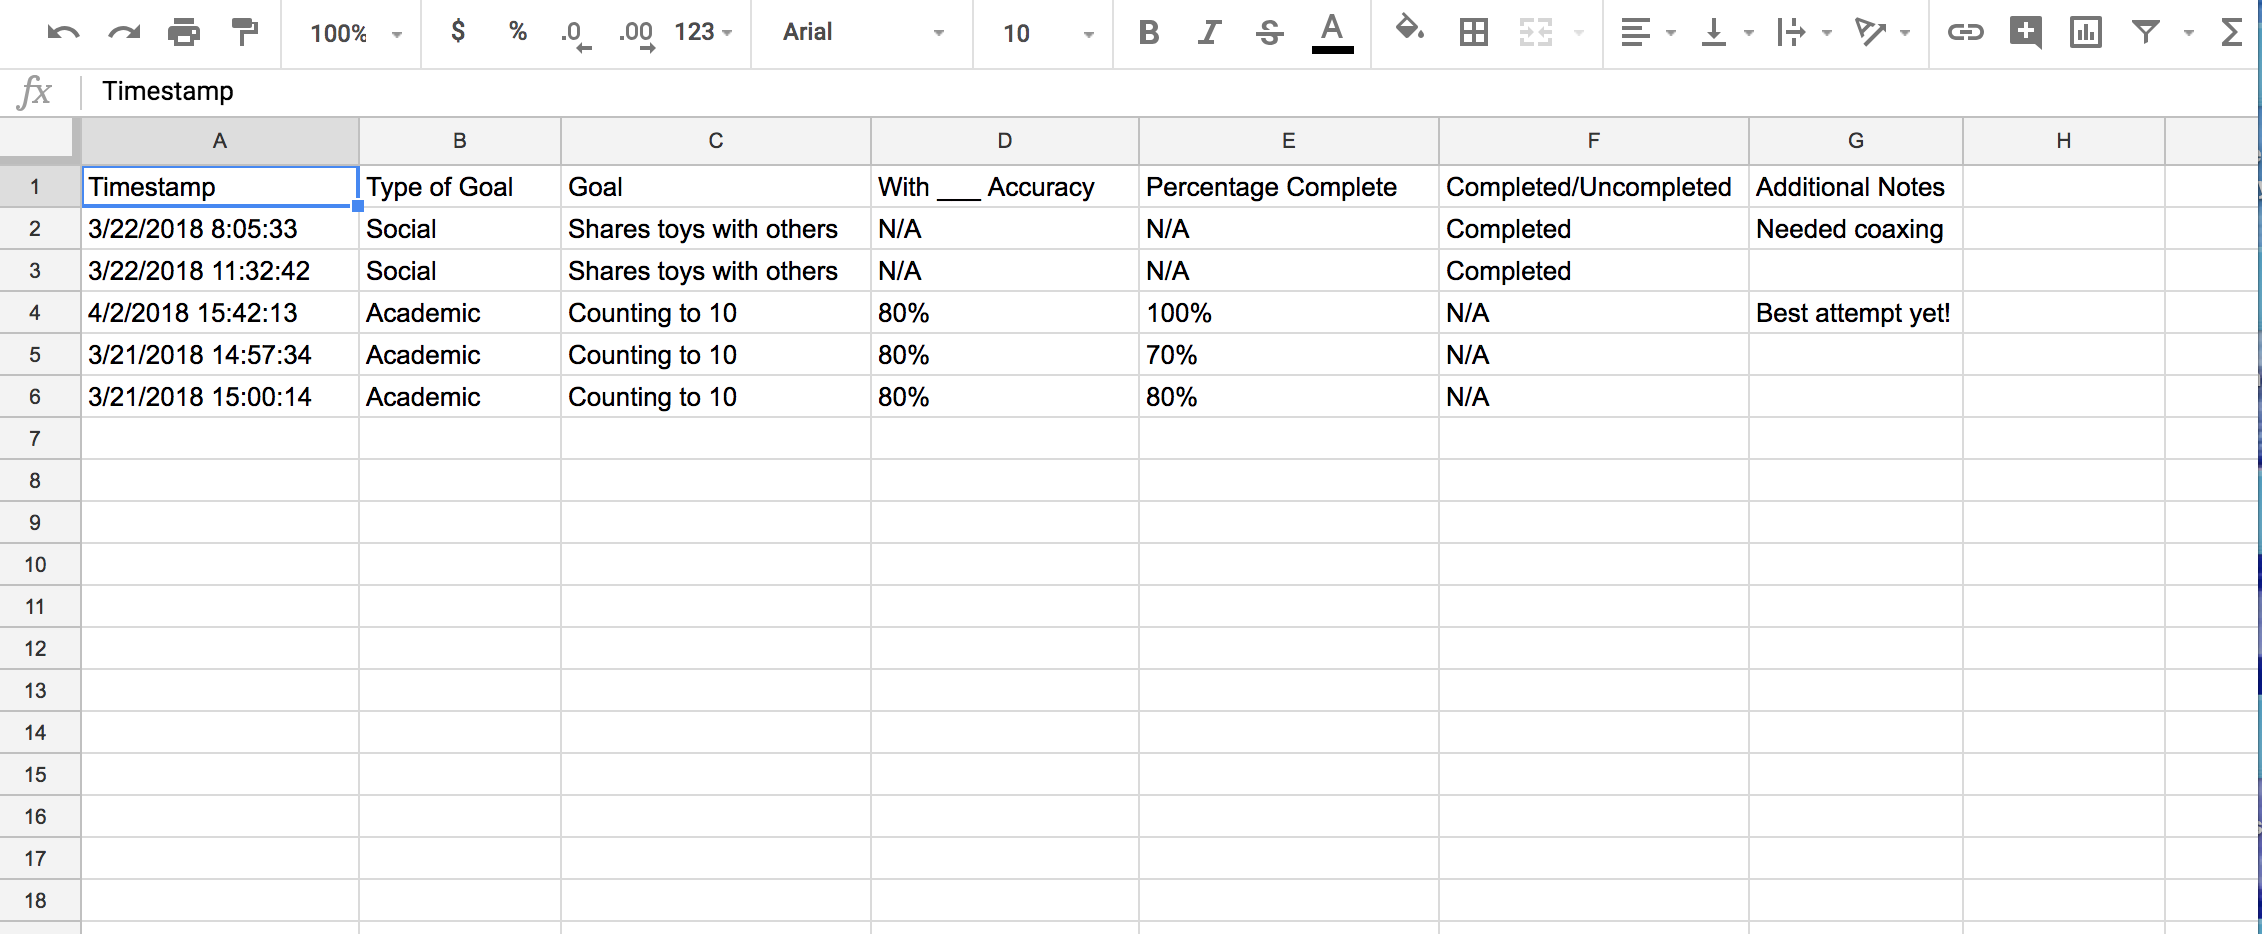 100% $ % .0 .00 123 Arial 10 B I S A Σ
fx Timestamp
A B C D E F G H
1 Timestamp Type of Goal Goal With ___ Accuracy Percentage Complete Completed/Uncompleted Additional Notes
2 3/22/2018 8:05:33 Social Shares toys with others N/A N/A Completed Needed coaxing
3 3/22/2018 11:32:42 Social Shares toys with others N/A N/A Completed
4 4/2/2018 15:42:13 Academic Counting to 10 80% 100% N/A Best attempt yet!
5 3/21/2018 14:57:34 Academic Counting to 10 80% 70% N/A
6 3/21/2018 15:00:14 Academic Counting to 10 80% 80% N/A
7
8
9
10
11
12
13
14
15
16
17
18